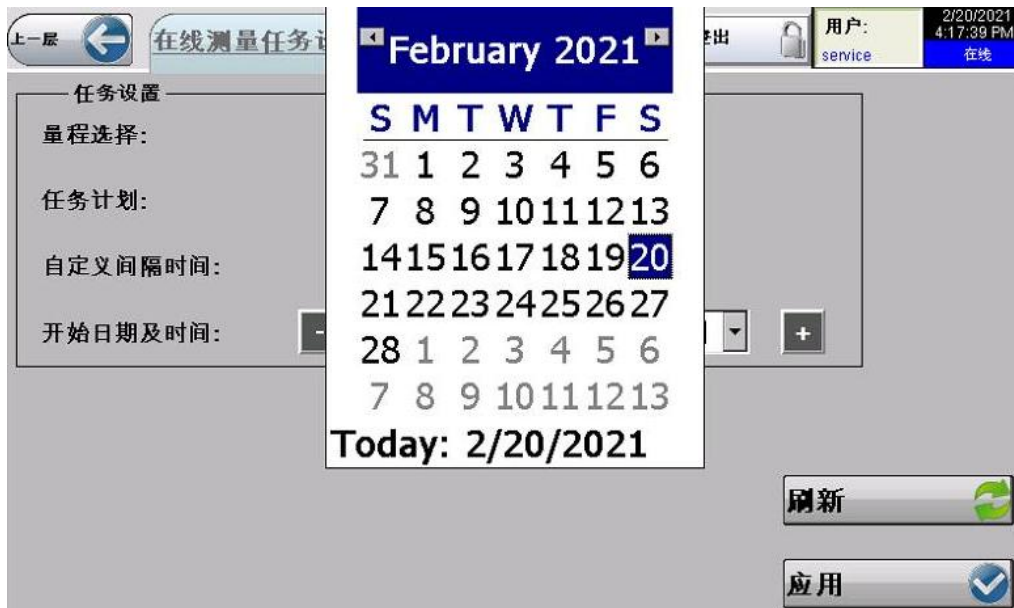 上一层
在线测量任务
February 2021
登出
用户:
service
2/20/2021
4:17:39 PM
在线
任务设置
量程选择:
任务计划:
自定义间隔时间:
开始日期及时间:
-
+
S M T W T F S
31 1 2 3 4 5 6
7 8 9 10 11 12 13
14 15 16 17 18 19 20
21 22 23 24 25 26 27
28 1 2 3 4 5 6
7 8 9 10 11 12 13
Today: 2/20/2021
刷新
应用